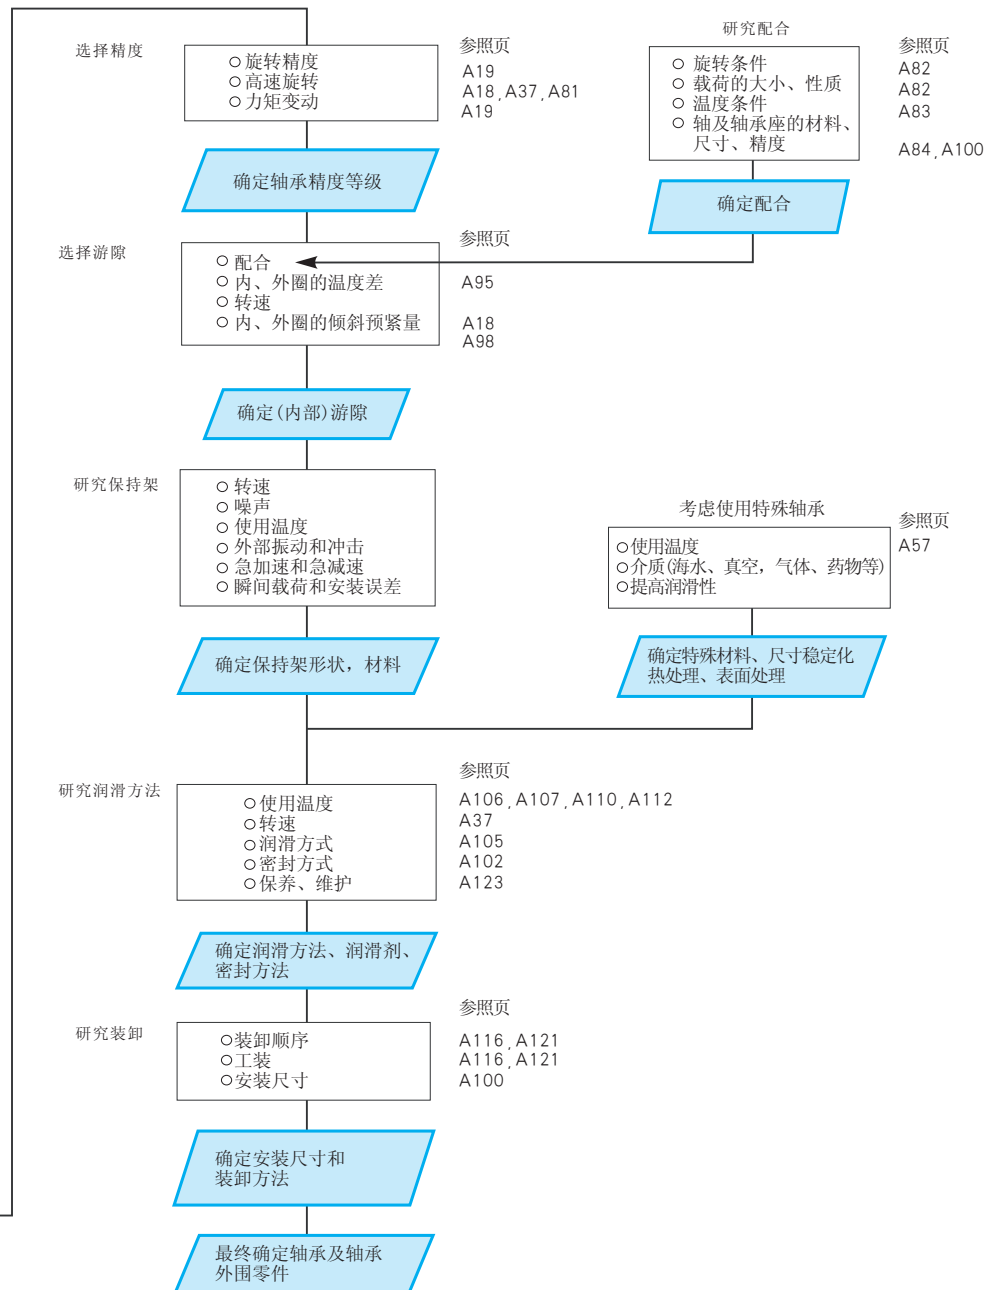 选择精度
参照页
○旋转精度
○高速旋转
○力矩变动
A19
A18,A37,A81
A19
确定轴承精度等级
研究配合
参照页
○ 旋转条件
○ 载荷的大小、性质
○ 温度条件
○ 轴及轴承座的材料、
尺寸、精度
A82
A82
A83
A84,A100
确定配合
选择游隙
参照页
○ 配合
○ 内、外圈的温度差
○ 转速
○ 内、外圈的倾斜预紧量
A95
A18
A98
确定(内部)游隙
研究保持架
○ 转速
○ 噪声
○ 使用温度
○ 外部振动和冲击
○ 急加速和急减速
○ 瞬间载荷和安装误差
确定保持架形状，材料
考虑使用特殊轴承
参照页
○使用温度
○介质(海水、真空，气体、药物等)
○提高润滑性
A57
确定特殊材料、尺寸稳定化
热处理、表面处理
研究润滑方法
参照页
○使用温度
○转速
○润滑方式
○密封方式
○保养、维护
A106,A107,A110,A112
A37
A105
A102
A123
确定润滑方法、润滑剂、
密封方法
研究装卸
参照页
○装卸顺序
○工装
○安装尺寸
A116,A121
A116,A121
A100
确定安装尺寸和
装卸方法
最终确定轴承及轴承
外围零件